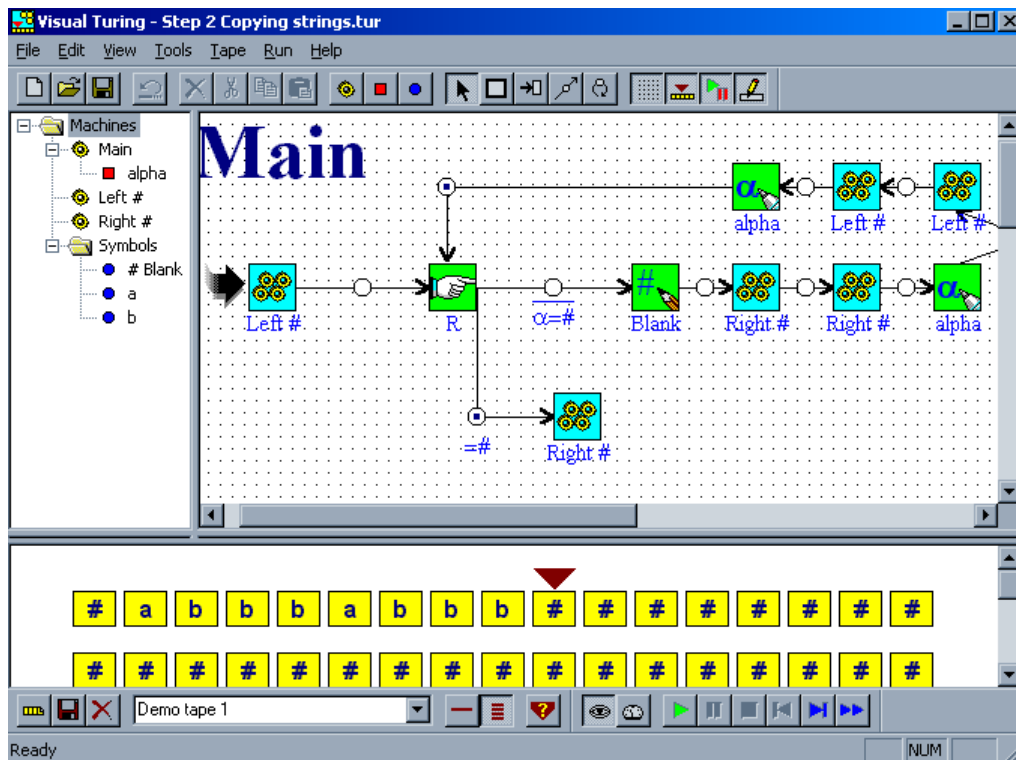 Visual Turing - Step 2 Copying strings.tur
File Edit View Tools Tape Run Help
Machines
Main
alpha
Left #
Right #
Symbols
# Blank
a
b
Main
α
alpha
Left #
Left #
Left #
R
α=#
#
Blank
Right #
Right #
α
alpha
=#
Right #
# a b b b a b b b # # # # # # # #
# # # # # # # # # # # # # # # # #
Demo tape 1
?
Ready
NUM